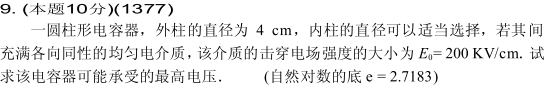 9. (本题10分)(1377)
一圆柱形电容器，外柱的直径为 4 cm，内柱的直径可以适当选择，若其间
充满各向同性的均匀电介质，该介质的击穿电场强度的大小为 E₀= 200 KV/cm. 试
求该电容器可能承受的最高电压. (自然对数的底 e = 2.7183)